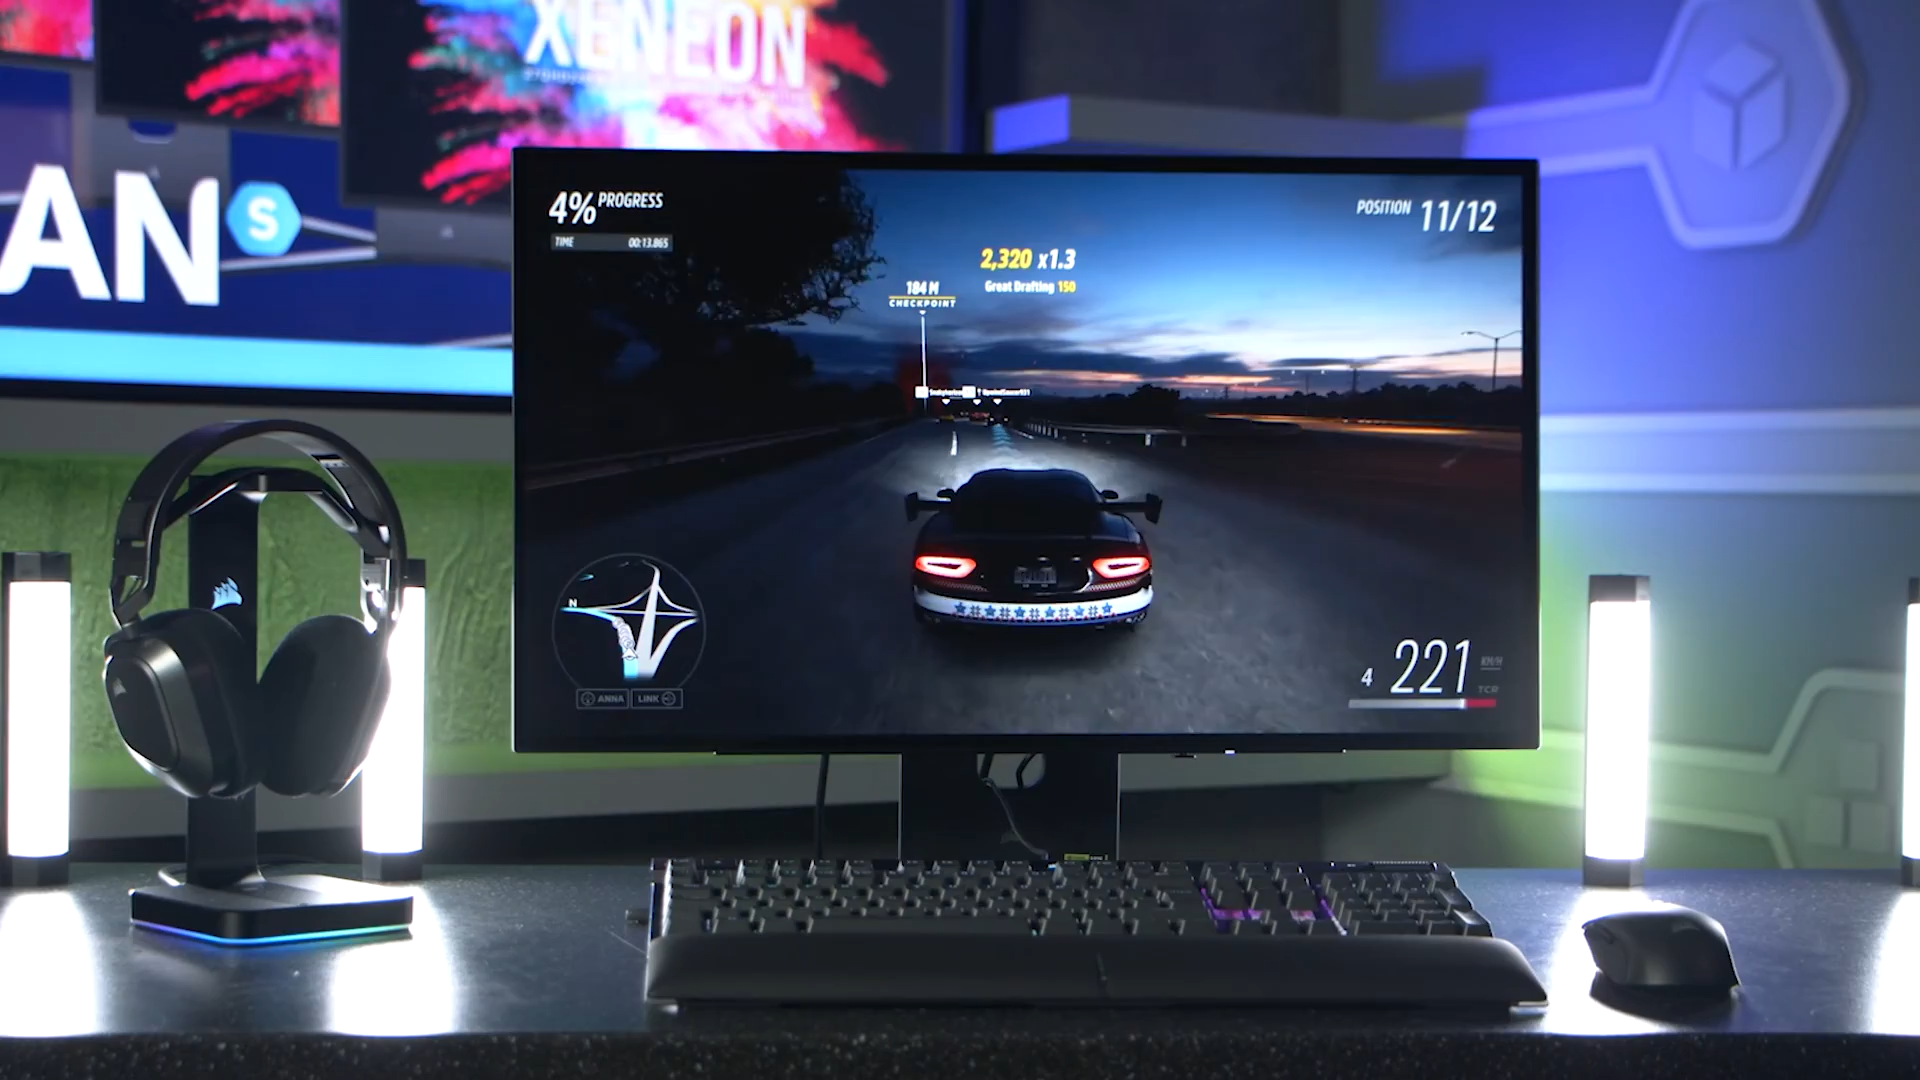 XENEON
AN S
4% PROGRESS
TIME 00:13.865
POSITION 11/12
2,320 x1.3
Great Drafting 150
184 M
CHECKPOINT
N
ANNA LINK
4 221 KM/H
TCR